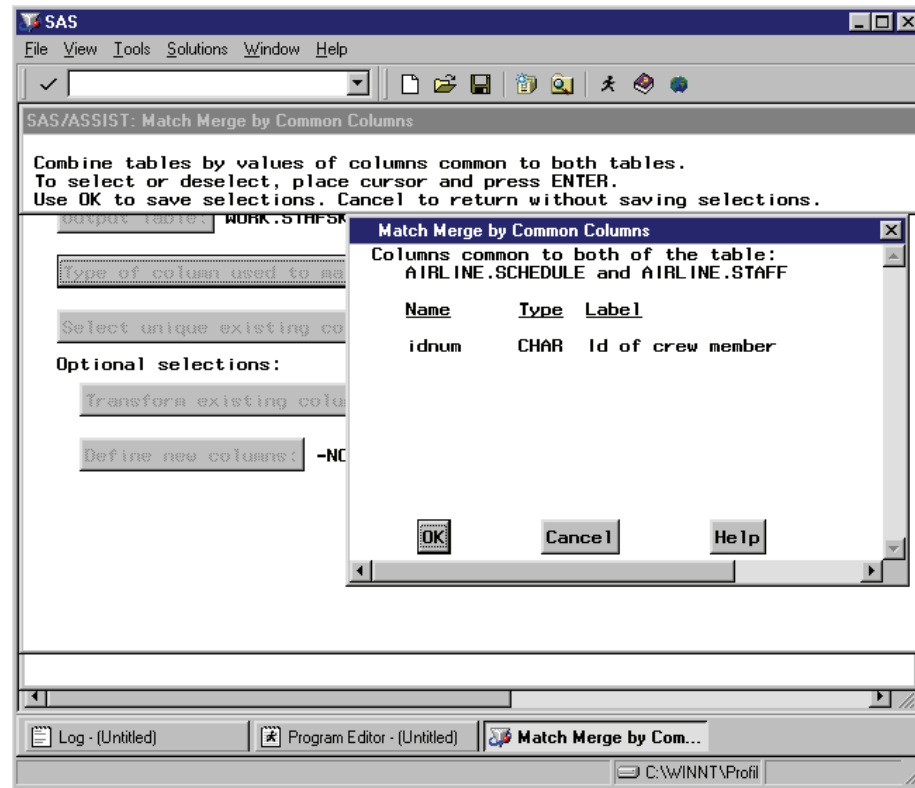 SAS
File View Tools Solutions Window Help
SAS/ASSIST: Match Merge by Common Columns
Combine tables by values of columns common to both tables.
To select or deselect, place cursor and press ENTER.
Use OK to save selections. Cancel to return without saving selections.
Output Table: WORK.STAFSK
Match Merge by Common Columns
Columns common to both of the table:
AIRLINE.SCHEDULE and AIRLINE.STAFF
Type of column used to ma
Name Type Label
Select unique existing co
idnum CHAR Id of crew member
Optional selections:
Transform existing colu
Define new columns: -NO
OK Cancel Help
Log - (Untitled) Program Editor - (Untitled) Match Merge by Com...
C:\WINNT\Profil